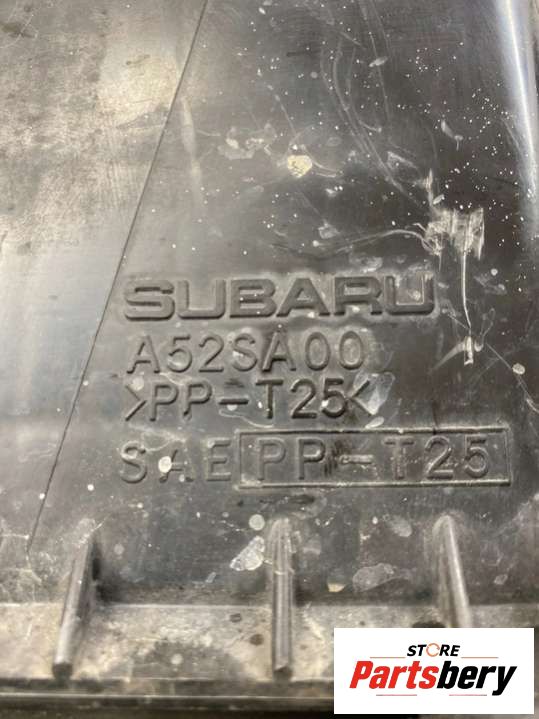 SUBARU
A52SA00
>PP-T25<
SAE PP-T25
STORE
Partsbery